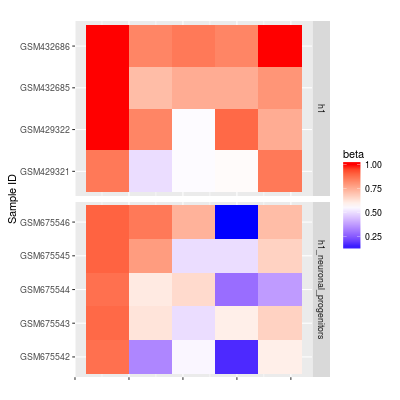 GSM432686
GSM432685
GSM429322
GSM429321
h1
Sample ID
GSM675546
GSM675545
GSM675544
GSM675543
GSM675542
h1_neuronal_progenitors
beta
1.00
0.75
0.50
0.25